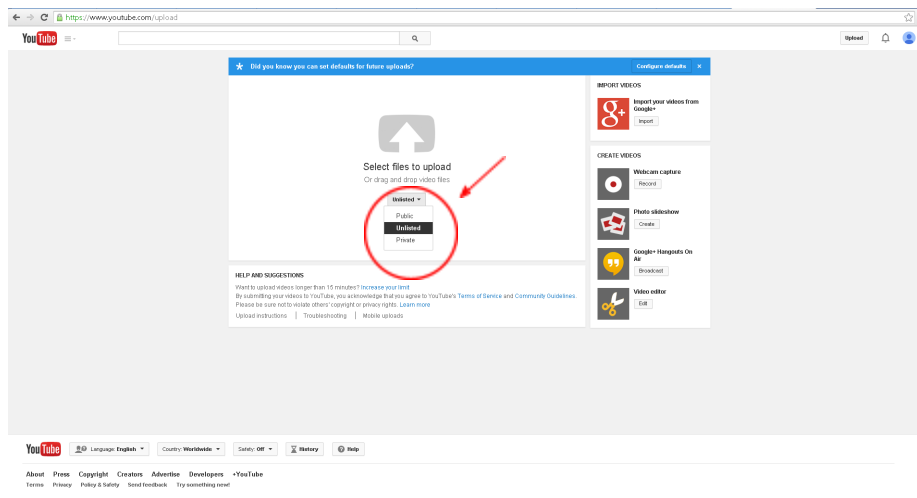 https://www.youtube.com/upload
YouTube
Upload
Did you know you can set defaults for future uploads?
Configure defaults ×
Select files to upload
Or drag and drop video files
Unlisted
Public
Unlisted
Private
IMPORT VIDEOS
Import your videos from
Google+
Import
CREATE VIDEOS
Webcam capture
Record
Photo slideshow
Create
Google+ Hangouts On
Air
Broadcast
Video editor
Edit
HELP AND SUGGESTIONS
Want to upload videos longer than 15 minutes? Increase your limit
By submitting your videos to YouTube, you acknowledge that you agree to YouTube's Terms of Service and Community Guidelines.
Please be sure not to violate others' copyright or privacy rights. Learn more
Upload instructions | Troubleshooting | Mobile uploads
YouTube Language: English Country: Worldwide Safety: Off History Help
About Press Copyright Creators Advertise Developers +YouTube
Terms Privacy Policy & Safety Send feedback Try something new!